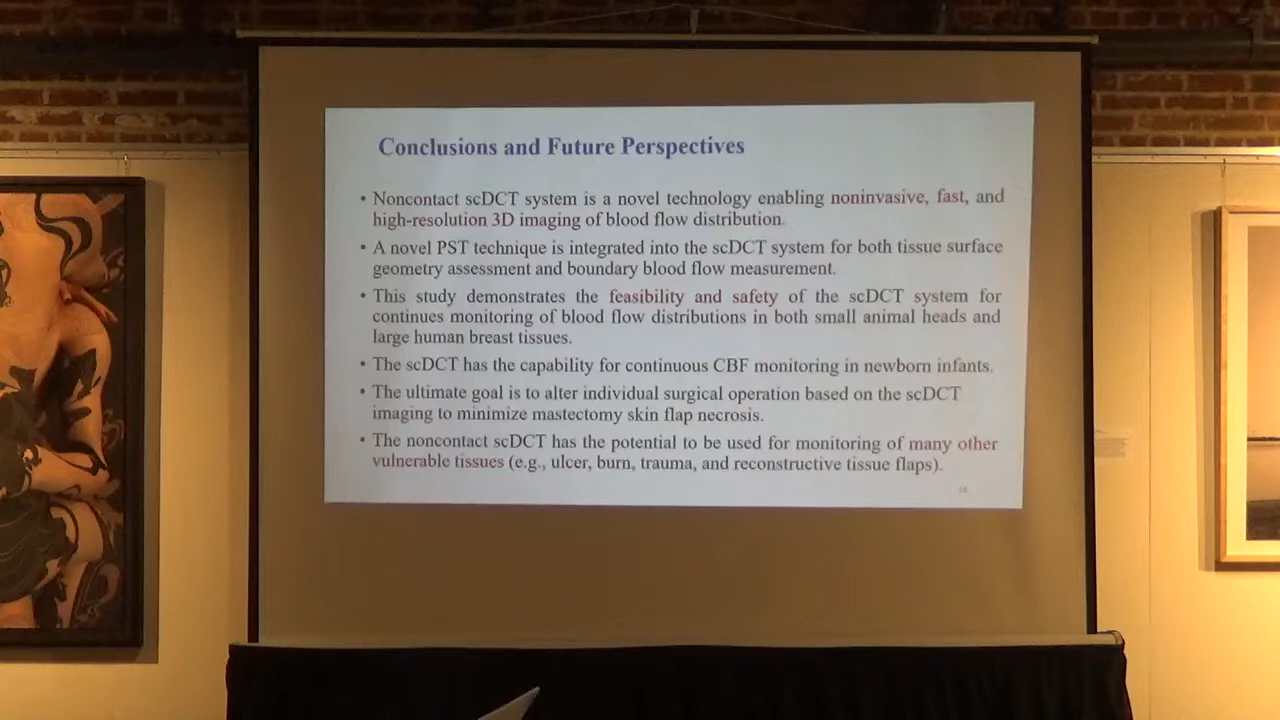 Conclusions and Future Perspectives
• Noncontact scDCT system is a novel technology enabling noninvasive, fast, and
high-resolution 3D imaging of blood flow distribution.
• A novel PST technique is integrated into the scDCT system for both tissue surface
geometry assessment and boundary blood flow measurement.
• This study demonstrates the feasibility and safety of the scDCT system for
continues monitoring of blood flow distributions in both small animal heads and
large human breast tissues.
• The scDCT has the capability for continuous CBF monitoring in newborn infants.
• The ultimate goal is to alter individual surgical operation based on the scDCT
imaging to minimize mastectomy skin flap necrosis.
• The noncontact scDCT has the potential to be used for monitoring of many other
vulnerable tissues (e.g., ulcer, burn, trauma, and reconstructive tissue flaps).